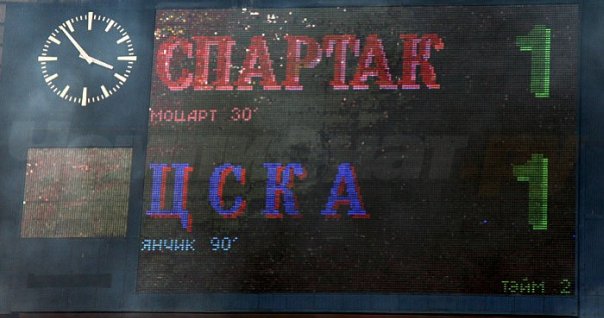 СПАРТАК 1
МОЦАРТ 30'
ЦСКА 1
ЯНЧИК 90'
ТАЙМ 2